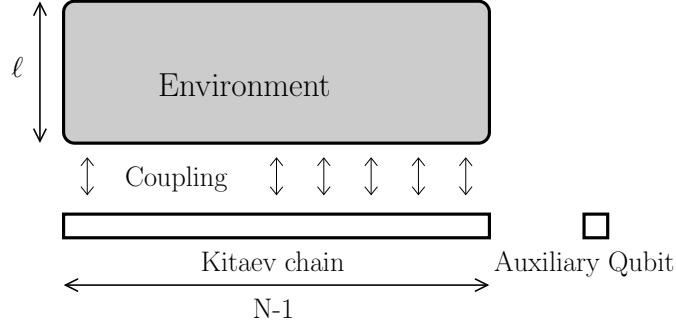 Environment
ℓ
Coupling
Kitaev chain
Auxiliary Qubit
N-1